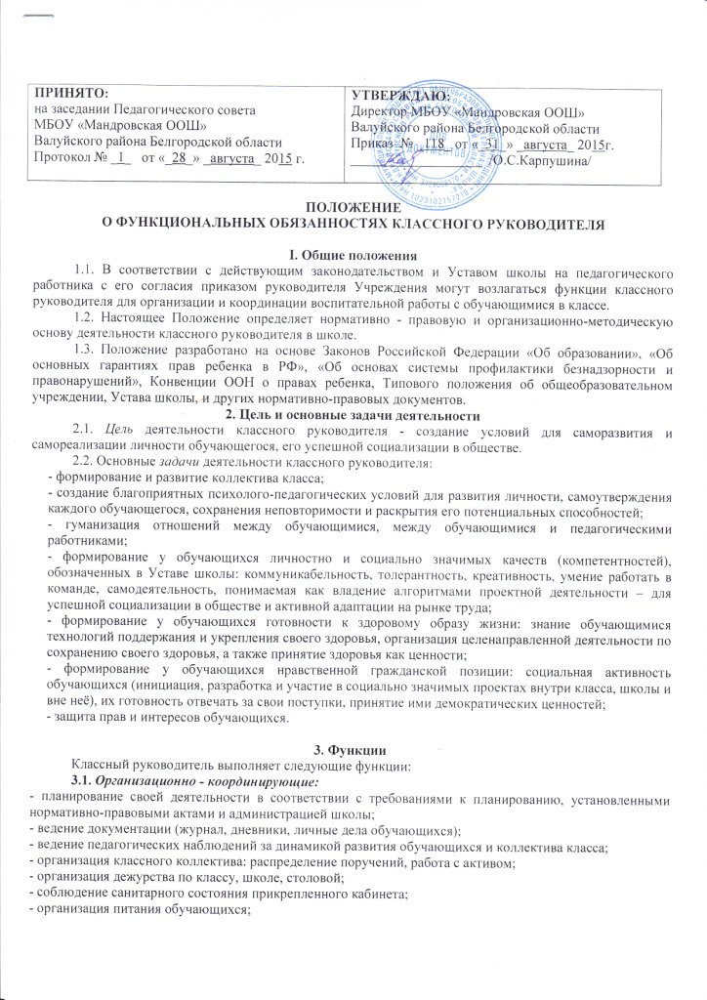 ПРИНЯТО:
на заседании Педагогического совета
МБОУ «Мандровская ООШ»
Валуйского района Белгородской области
Протокол № _1_ от «_28_» _августа_ 2015 г.
УТВЕРЖДАЮ:
Директор МБОУ «Мандровская ООШ»
Валуйского района Белгородской области
Приказ № _118_ от «_31_» _августа_ 2015г.
/О.С.Карпушина/
ДЛЯ
ДОКУМЕНТОВ
ПОЛОЖЕНИЕ
О ФУНКЦИОНАЛЬНЫХ ОБЯЗАННОСТЯХ КЛАССНОГО РУКОВОДИТЕЛЯ
I. Общие положения
1.1. В соответствии с действующим законодательством и Уставом школы на педагогического
работника с его согласия приказом руководителя Учреждения могут возлагаться функции классного
руководителя для организации и координации воспитательной работы с обучающимися в классе.
1.2. Настоящее Положение определяет нормативно - правовую и организационно-методическую
основу деятельности классного руководителя в школе.
1.3. Положение разработано на основе Законов Российской Федерации «Об образовании», «Об
основных гарантиях прав ребенка в РФ», «Об основах системы профилактики безнадзорности и
правонарушений», Конвенции ООН о правах ребенка, Типового положения об общеобразовательном
учреждении, Устава школы, и других нормативно-правовых документов.
2. Цель и основные задачи деятельности
2.1. Цель деятельности классного руководителя - создание условий для саморазвития и
самореализации личности обучающегося, его успешной социализации в обществе.
2.2. Основные задачи деятельности классного руководителя:
- формирование и развитие коллектива класса;
- создание благоприятных психолого-педагогических условий для развития личности, самоутверждения
каждого обучающегося, сохранения неповторимости и раскрытия его потенциальных способностей;
- гуманизация отношений между обучающимися, между обучающимися и педагогическими
работниками;
- формирование у обучающихся личностно и социально значимых качеств (компетентностей),
обозначенных в Уставе школы: коммуникабельность, толерантность, креативность, умение работать в
команде, самодеятельность, понимаемая как владение алгоритмами проектной деятельности – для
успешной социализации в обществе и активной адаптации на рынке труда;
- формирование у обучающихся готовности к здоровому образу жизни: знание обучающимися
технологий поддержания и укрепления своего здоровья, организация целенаправленной деятельности по
сохранению своего здоровья, а также принятие здоровья как ценности;
- формирование у обучающихся нравственной гражданской позиции: социальная активность
обучающихся (инициация, разработка и участие в социально значимых проектах внутри класса, школы и
вне неё), их готовность отвечать за свои поступки, принятие ими демократических ценностей;
- защита прав и интересов обучающихся.
3. Функции
Классный руководитель выполняет следующие функции:
3.1. Организационно - координирующие:
- планирование своей деятельности в соответствии с требованиями к планированию, установленными
нормативно-правовыми актами и администрацией школы;
- ведение документации (журнал, дневники, личные дела обучающихся);
- ведение педагогических наблюдений за динамикой развития обучающихся и коллектива класса;
- организация классного коллектива: распределение поручений, работа с активом;
- организация дежурства по классу, школе, столовой;
- соблюдение санитарного состояния прикрепленного кабинета;
- организация питания обучающихся;